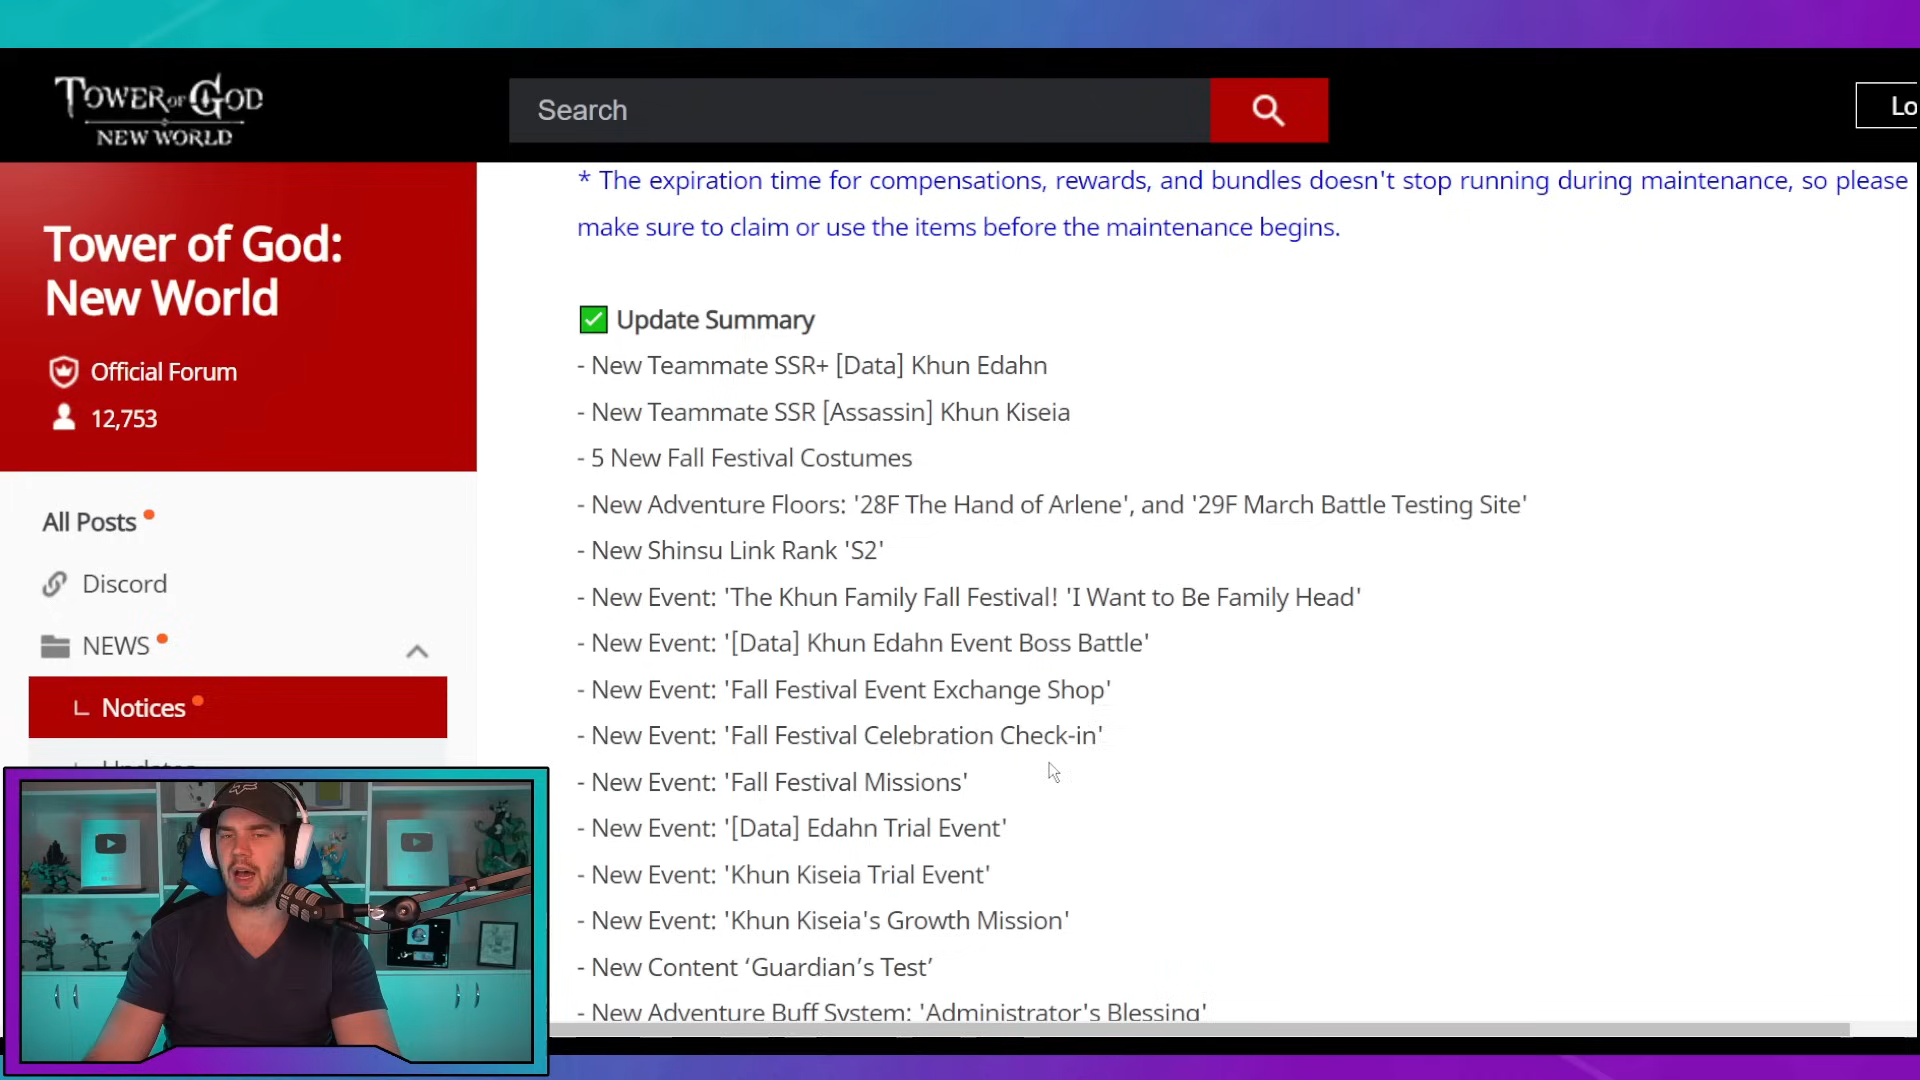 TOWER OF GOD
NEW WORLD
Search
Lo
Tower of God:
New World
Official Forum
12,753
All Posts
Discord
NEWS
Notices
Updates
* The expiration time for compensations, rewards, and bundles doesn't stop running during maintenance, so please
make sure to claim or use the items before the maintenance begins.
Update Summary
- New Teammate SSR+ [Data] Khun Edahn
- New Teammate SSR [Assassin] Khun Kiseia
- 5 New Fall Festival Costumes
- New Adventure Floors: '28F The Hand of Arlene', and '29F March Battle Testing Site'
- New Shinsu Link Rank 'S2'
- New Event: 'The Khun Family Fall Festival! 'I Want to Be Family Head'
- New Event: '[Data] Khun Edahn Event Boss Battle'
- New Event: 'Fall Festival Event Exchange Shop'
- New Event: 'Fall Festival Celebration Check-in'
- New Event: 'Fall Festival Missions'
- New Event: '[Data] Edahn Trial Event'
- New Event: 'Khun Kiseia Trial Event'
- New Event: 'Khun Kiseia's Growth Mission'
- New Content ‘Guardian’s Test’
- New Adventure Buff System: 'Administrator's Blessing'